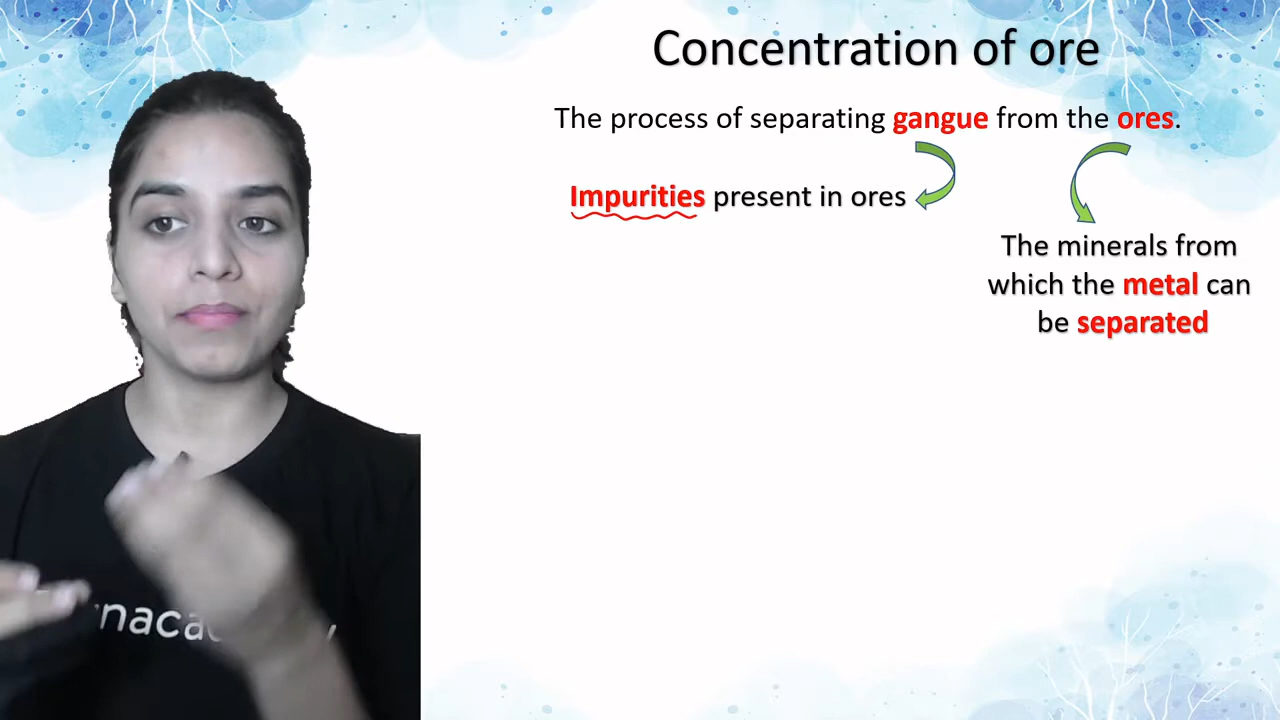 Concentration of ore
The process of separating gangue from the ores.
Impurities present in ores
The minerals from
which the metal can
be separated